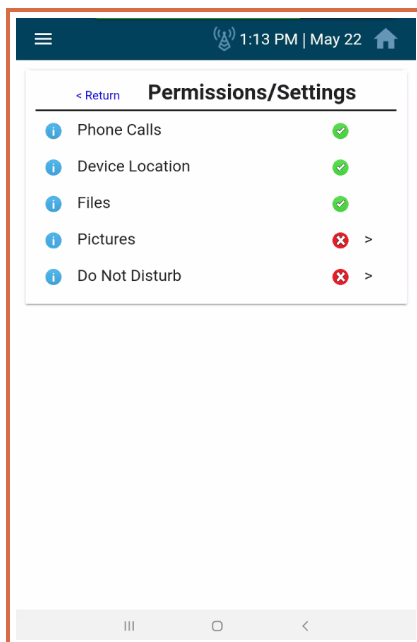 1:13 PM | May 22
< Return Permissions/Settings
Phone Calls
Device Location
Files
Pictures >
Do Not Disturb >